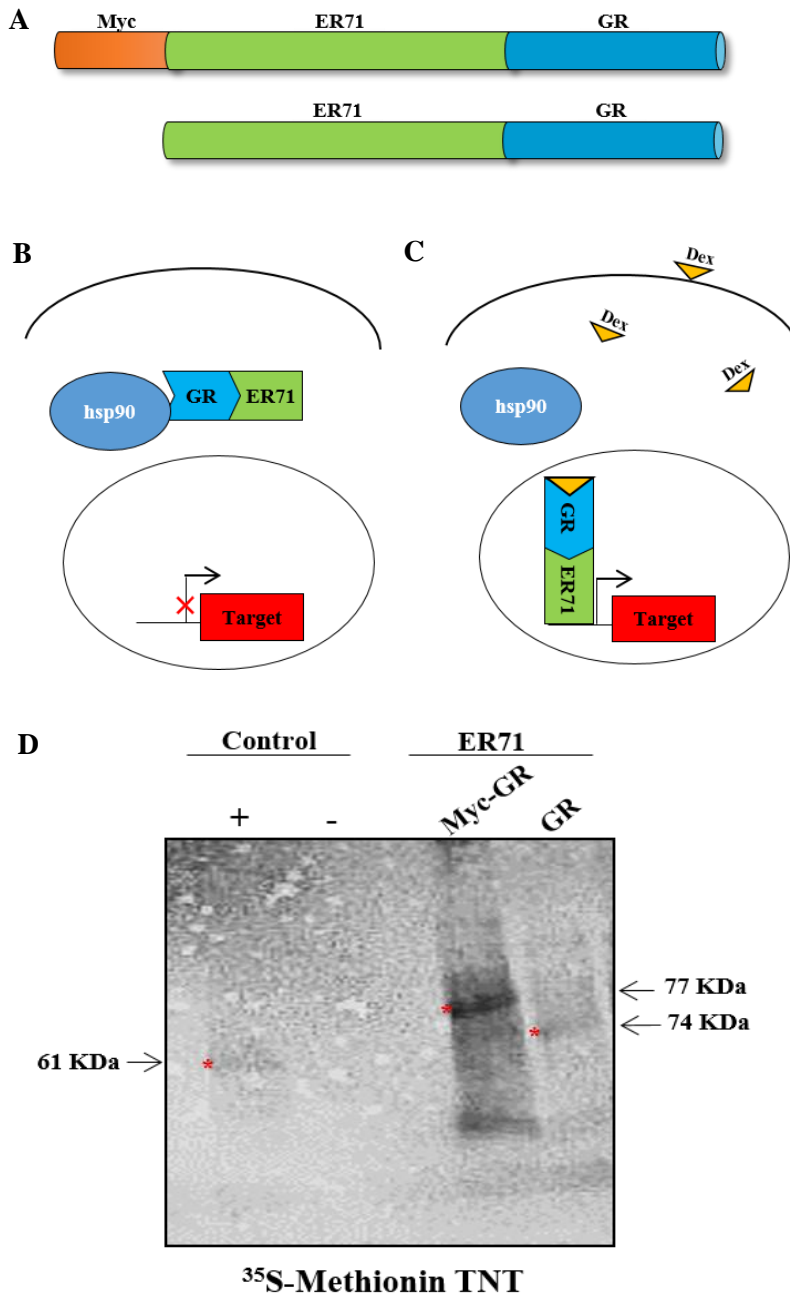 A
Myc ER71 GR
ER71 GR
B
hsp90 GR ER71
Target
C
Dex
Dex
Dex
hsp90
GR
ER71
Target
D
Control ER71
+ - Myc-GR GR
* * *
77 KDa
74 KDa
61 KDa
³⁵S-Methionin TNT